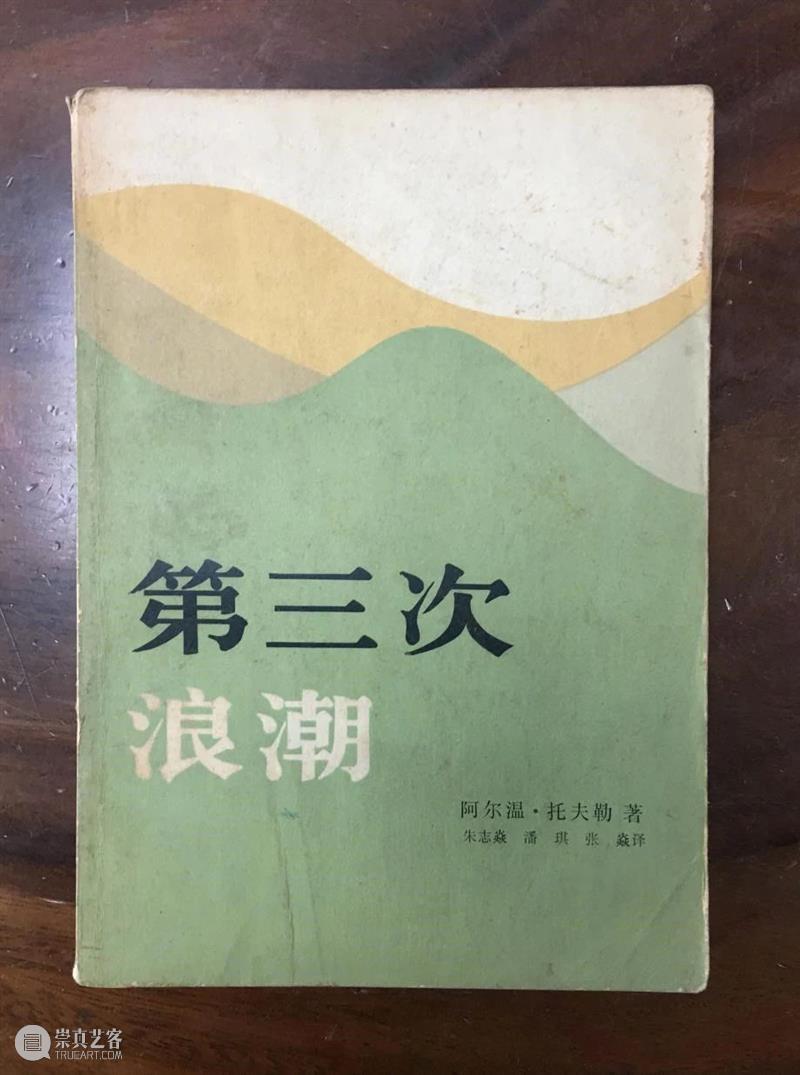 第三次
浪潮
阿尔温·托夫勒 著
朱志焱 潘 琪 张 焱译
崇真艺客
TRUEART.COM